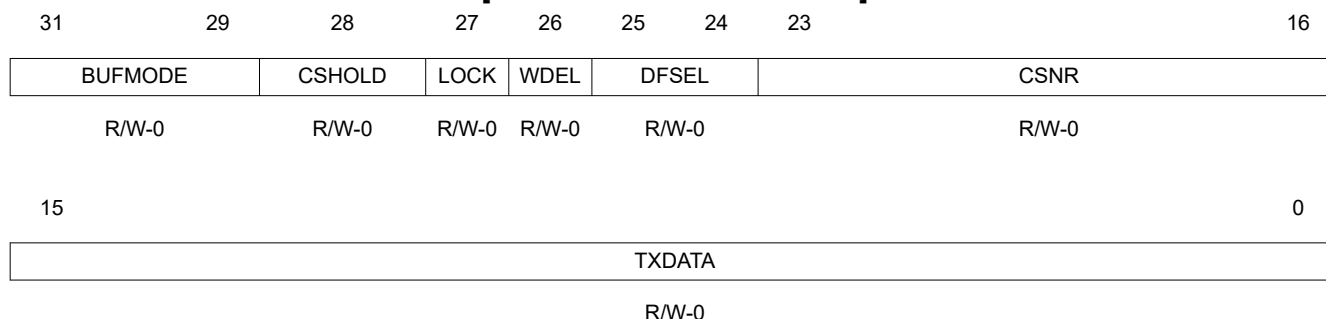 31 29 28 27 26 25 24 23 16
BUFMODE CSHOLD LOCK WDEL DFSEL CSNR
R/W-0 R/W-0 R/W-0 R/W-0 R/W-0 R/W-0
15 0
TXDATA
R/W-0